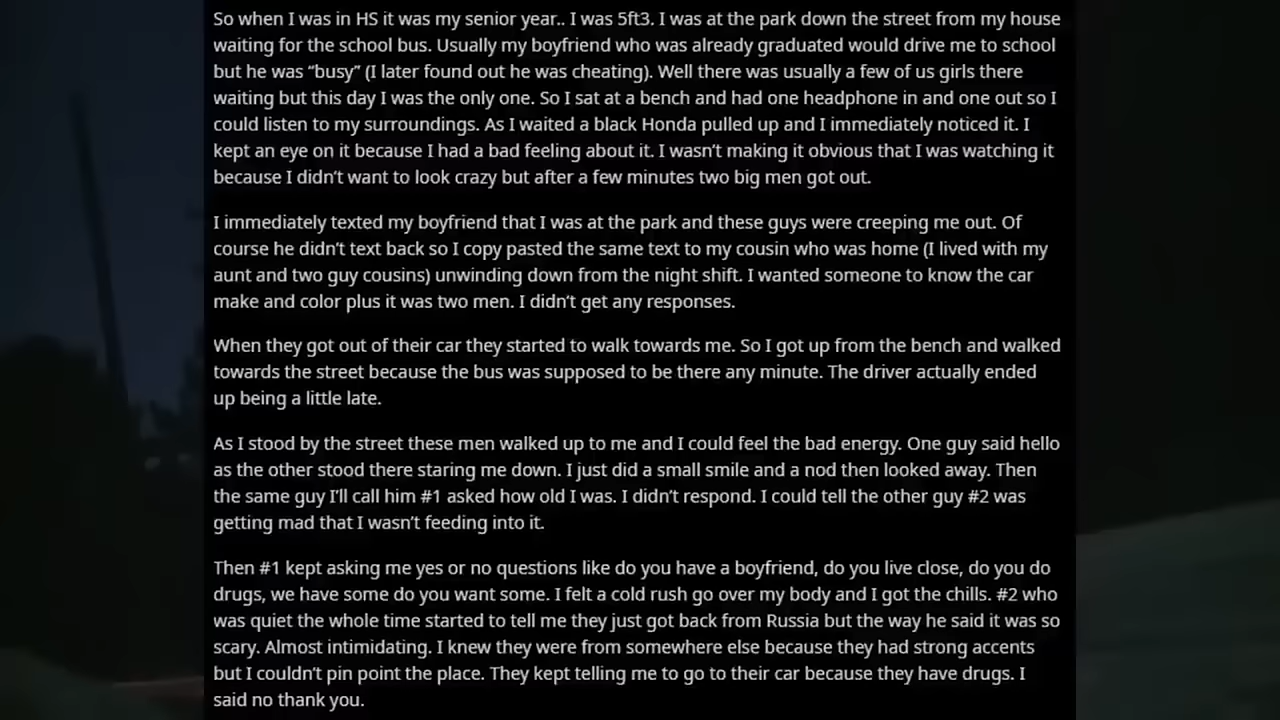 So when I was in HS it was my senior year.. I was 5ft3. I was at the park down the street from my house
waiting for the school bus. Usually my boyfriend who was already graduated would drive me to school
but he was “busy” (I later found out he was cheating). Well there was usually a few of us girls there
waiting but this day I was the only one. So I sat at a bench and had one headphone in and one out so I
could listen to my surroundings. As I waited a black Honda pulled up and I immediately noticed it. I
kept an eye on it because I had a bad feeling about it. I wasn’t making it obvious that I was watching it
because I didn’t want to look crazy but after a few minutes two big men got out.
I immediately texted my boyfriend that I was at the park and these guys were creeping me out. Of
course he didn’t text back so I copy pasted the same text to my cousin who was home (I lived with my
aunt and two guy cousins) unwinding down from the night shift. I wanted someone to know the car
make and color plus it was two men. I didn’t get any responses.
When they got out of their car they started to walk towards me. So I got up from the bench and walked
towards the street because the bus was supposed to be there any minute. The driver actually ended
up being a little late.
As I stood by the street these men walked up to me and I could feel the bad energy. One guy said hello
as the other stood there staring me down. I just did a small smile and a nod then looked away. Then
the same guy I’ll call him #1 asked how old I was. I didn’t respond. I could tell the other guy #2 was
getting mad that I wasn’t feeding into it.
Then #1 kept asking me yes or no questions like do you have a boyfriend, do you live close, do you do
drugs, we have some do you want some. I felt a cold rush go over my body and I got the chills. #2 who
was quiet the whole time started to tell me they just got back from Russia but the way he said it was so
scary. Almost intimidating. I knew they were from somewhere else because they had strong accents
but I couldn’t pin point the place. They kept telling me to go to their car because they have drugs. I
said no thank you.